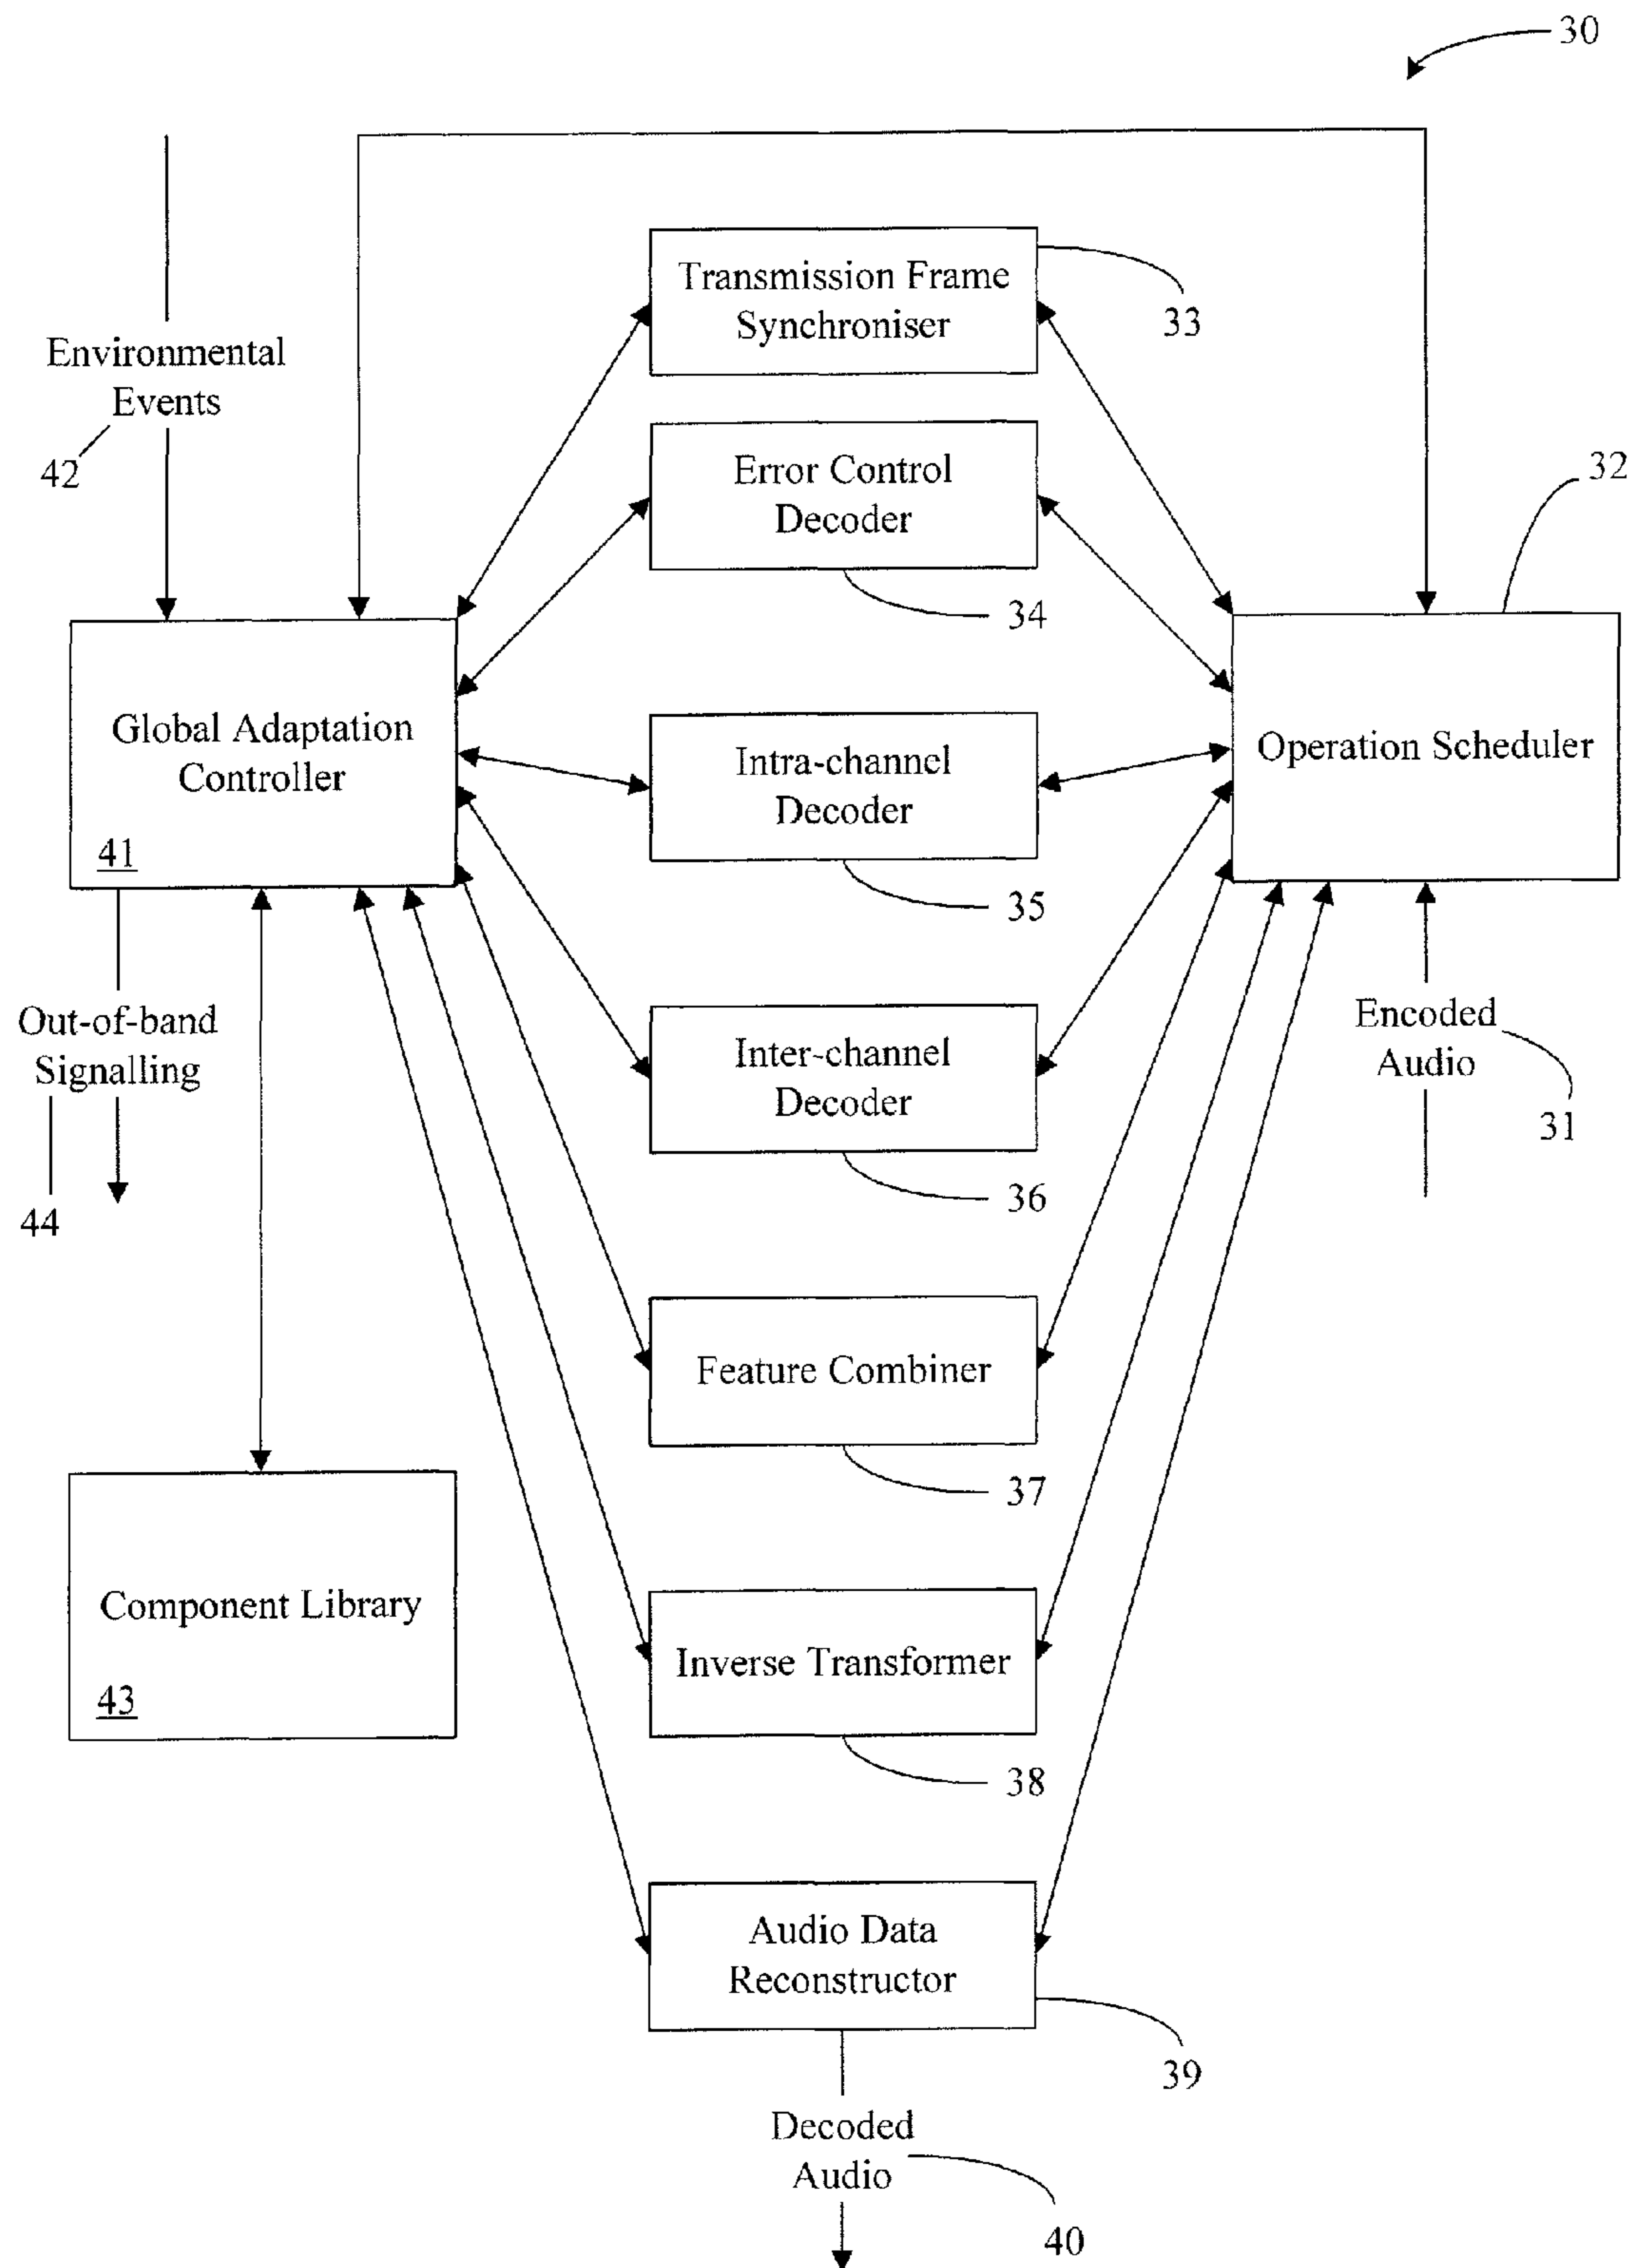 30
Transmission Frame
Synchroniser
33
Environmental
Events
42
Error Control
Decoder
34
32
Global Adaptation
Controller
41
Intra-channel
Decoder
35
Operation Scheduler
Out-of-band
Signalling
44
Inter-channel
Decoder
36
Encoded
Audio
31
Feature Combiner
37
Component Library
43
Inverse Transformer
38
Audio Data
Reconstructor
39
Decoded
Audio
40